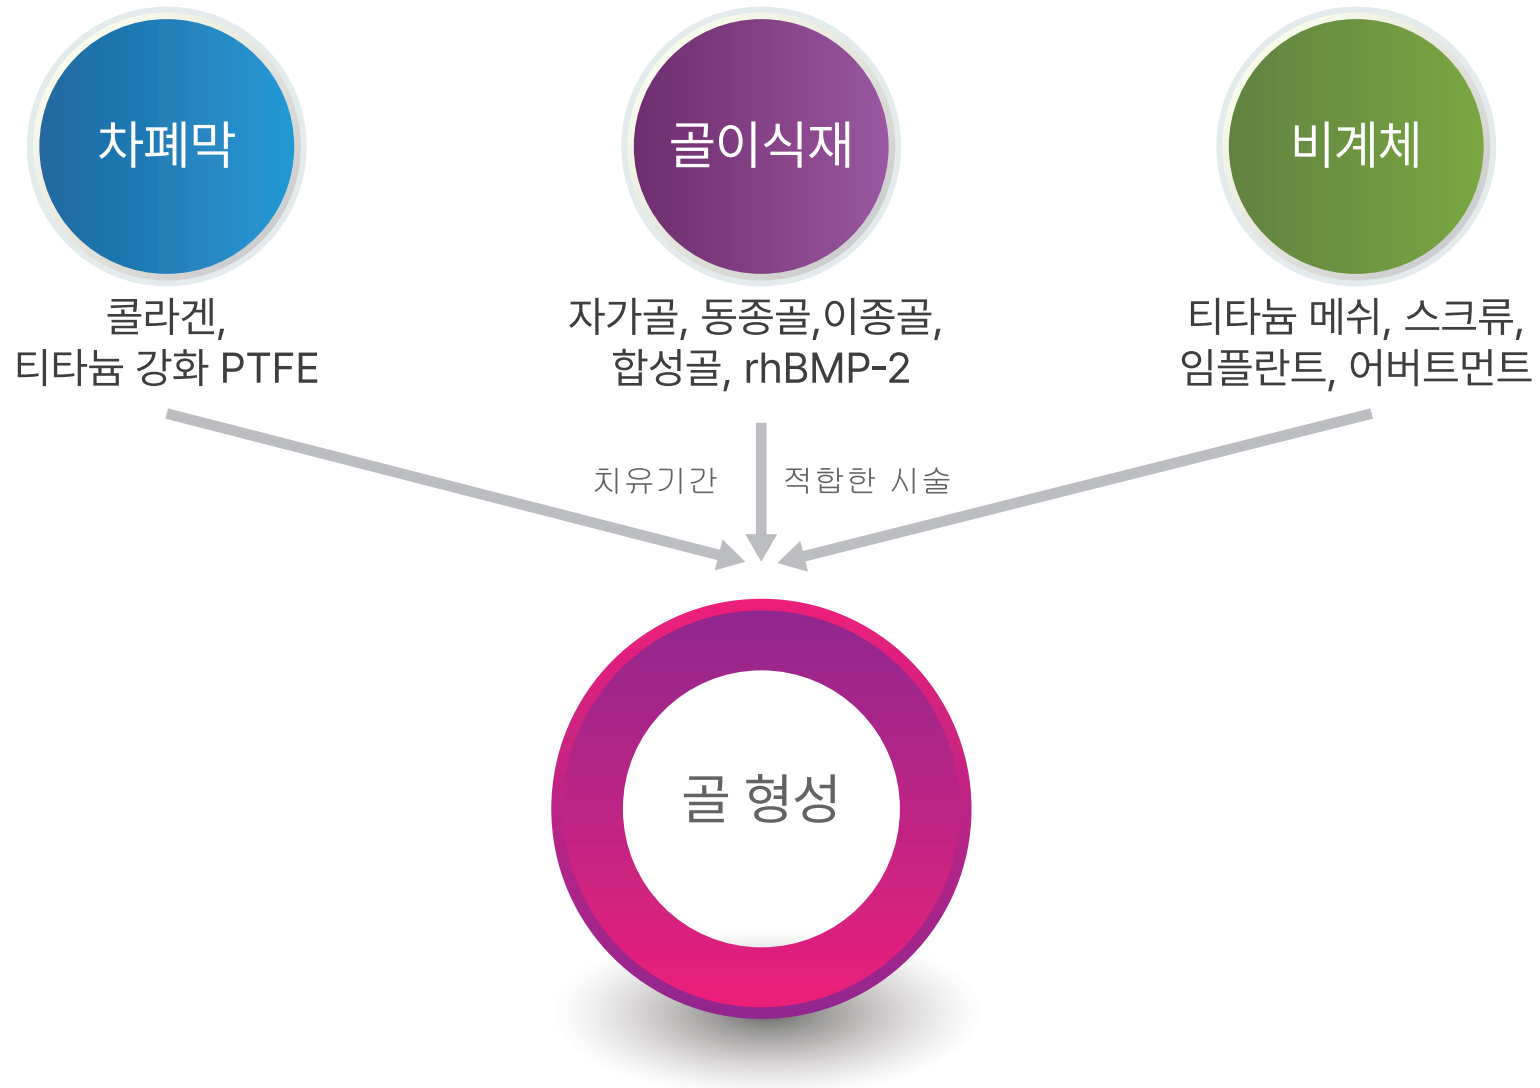 차폐막
콜라겐,
티타늄 강화 PTFE
골이식재
자가골, 동종골,이종골,
합성골, rhBMP-2
비계체
티타늄 메쉬, 스크류,
임플란트, 어버트먼트
치유기간
적합한 시술
골 형성